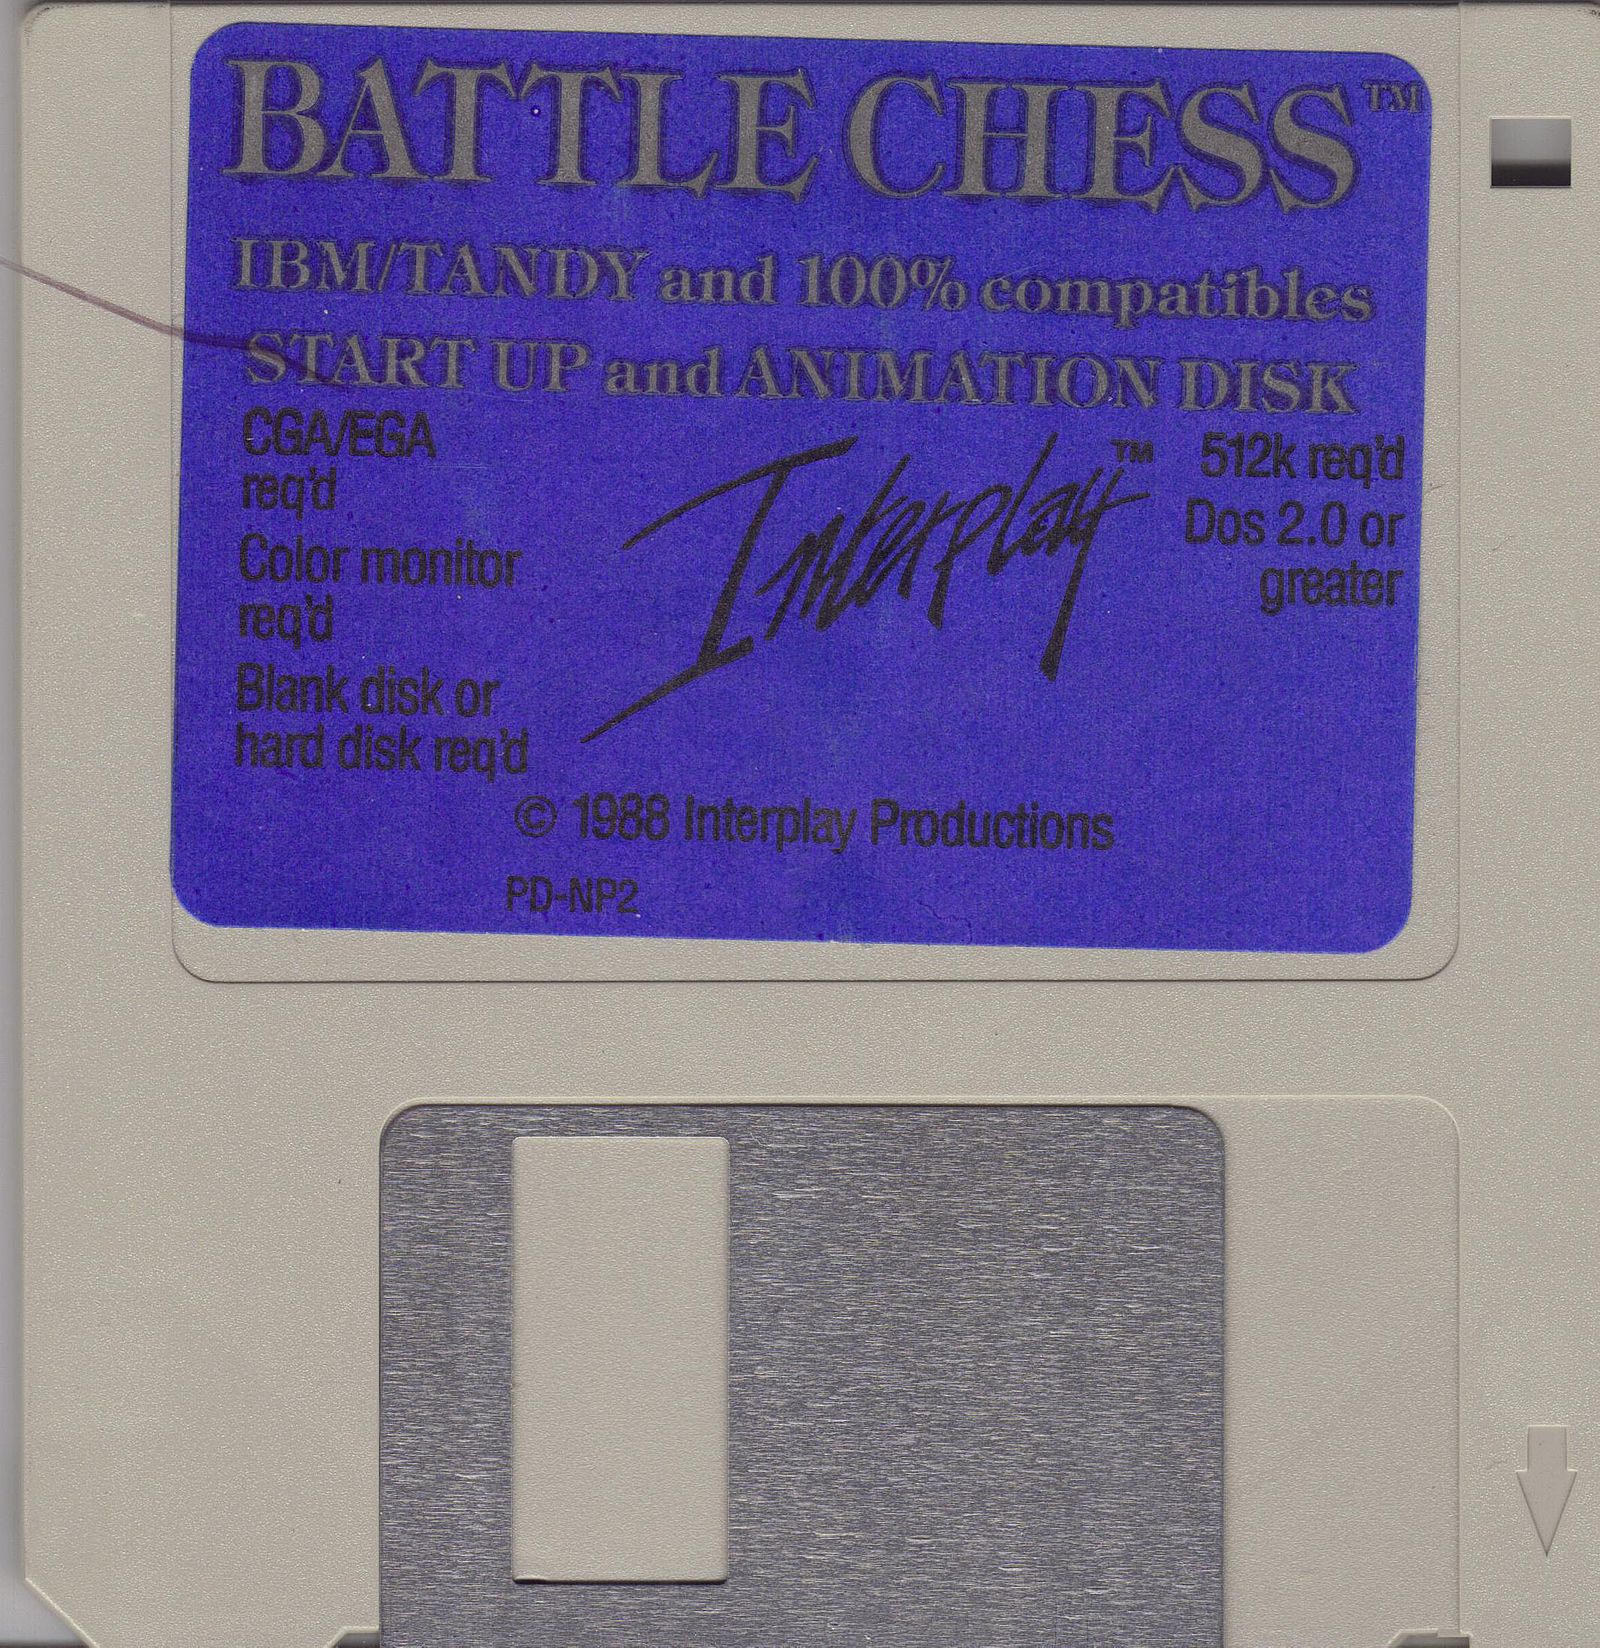 BATTLE CHESS™
IBM/TANDY and 100% compatibles
START UP and ANIMATION DISK
CGA/EGA
req'd
Color monitor
req'd
Blank disk or
hard disk req'd
Interplay™
512k req'd
Dos 2.0 or
greater
© 1988 Interplay Productions
PD-NP2